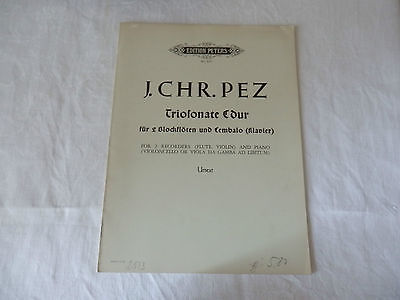 EDITION PETERS
J. CHR. PEZ
Triosonate C dur
für 2 Blockflöten und Cembalo (Klavier)
FOR 2 RECORDERS (FLUTE, VIOLIN) AND PIANO
(VIOLONCELLO OR VIOLA DA GAMBA AD LIBITUM)
Urtext